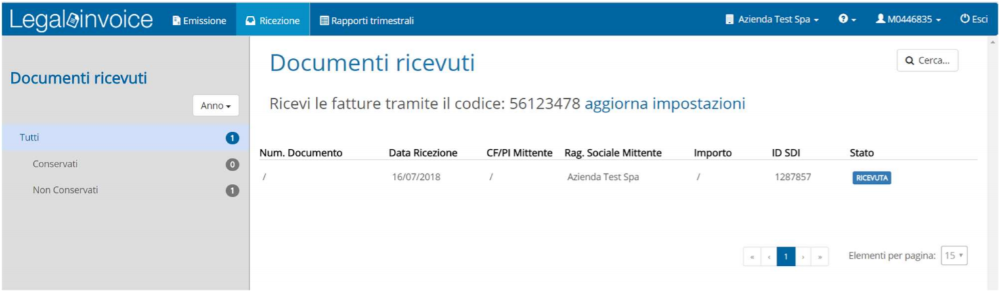 Legalinvoice Emissione Ricezione Rapporti trimestrali Azienda Test Spa M0446835 Esci
Documenti ricevuti
Anno
Tutti 1
Conservati 0
Non Conservati 1
Documenti ricevuti
Cerca...
Ricevi le fatture tramite il codice: 56123478 aggiorna impostazioni
Num. Documento Data Ricezione CF/PI Mittente Rag. Sociale Mittente Importo ID SDI Stato
/ 16/07/2018 / Azienda Test Spa / 1287857 RICEVUTA
« ‹ 1 › » Elementi per pagina: 15